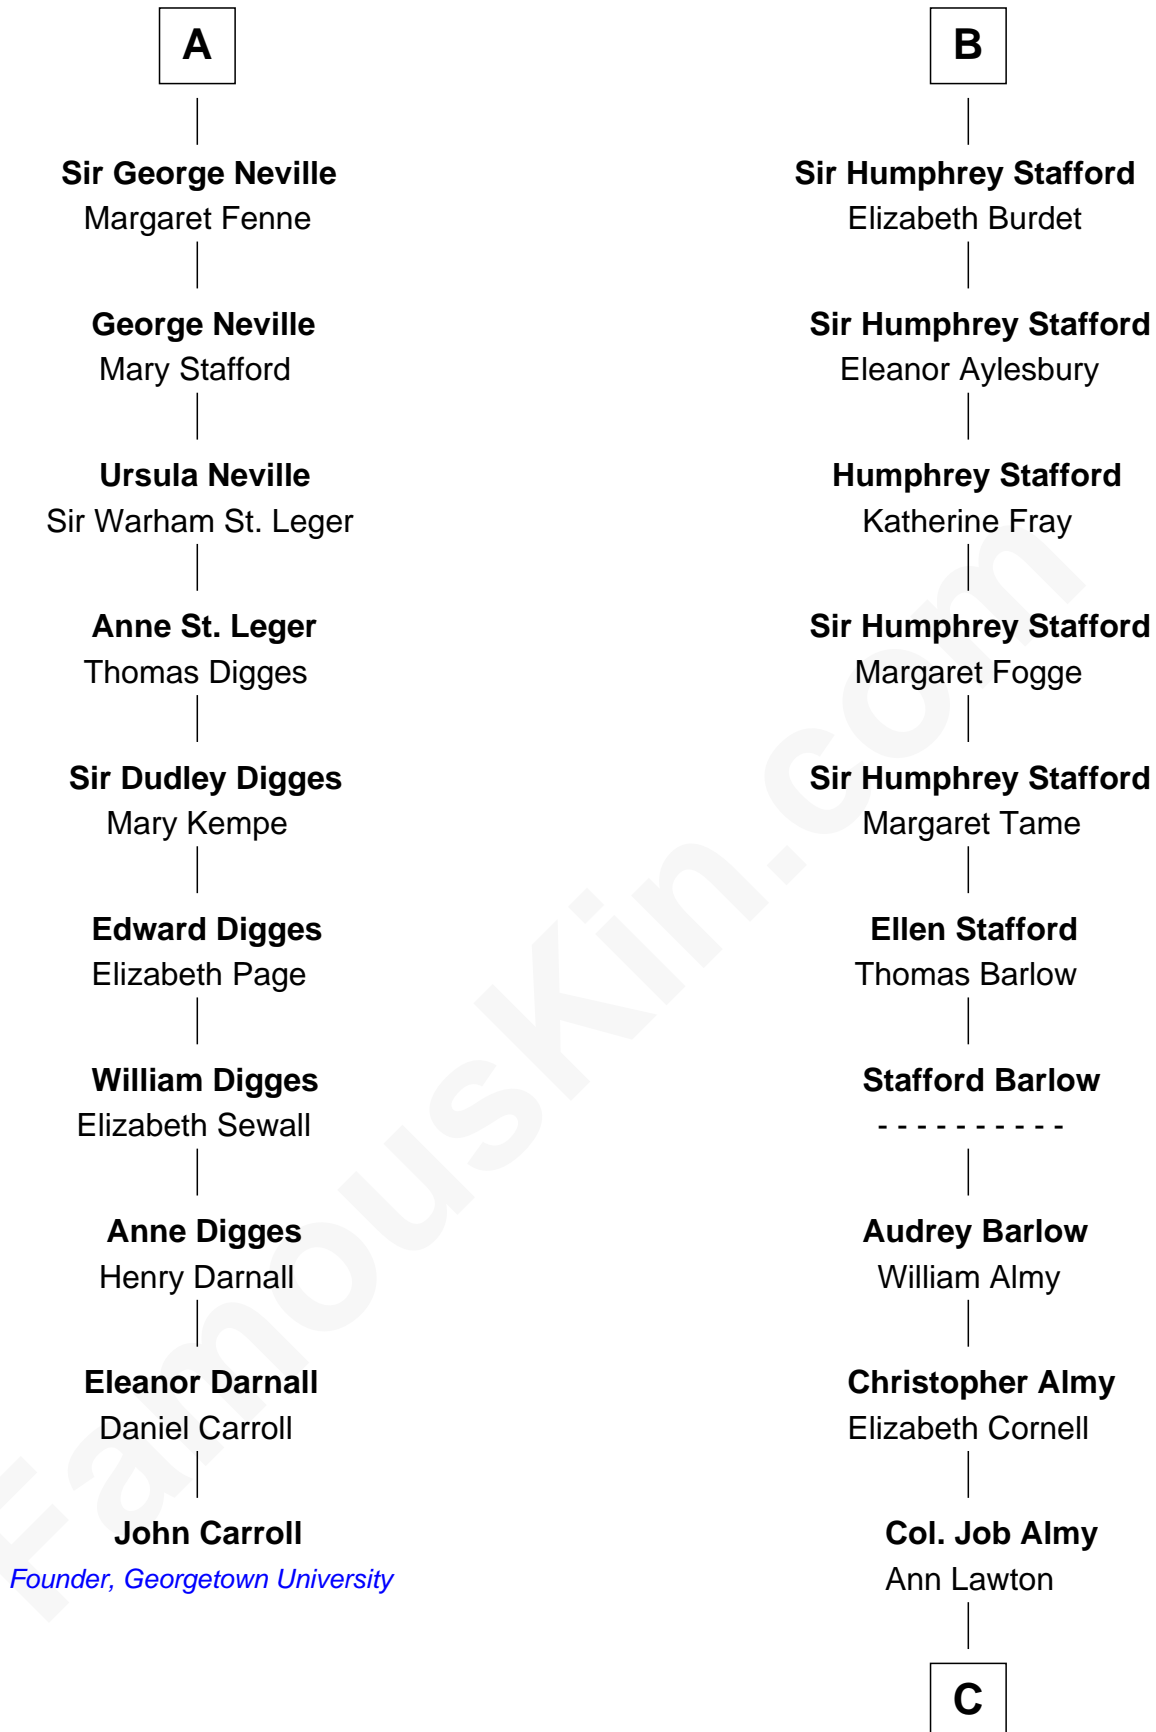 A
Sir George Neville
Margaret Fenne
George Neville
Mary Stafford
Ursula Neville
Sir Warham St. Leger
Anne St. Leger
Thomas Digges
Sir Dudley Digges
Mary Kempe
Edward Digges
Elizabeth Page
William Digges
Elizabeth Sewall
Anne Digges
Henry Darnall
Eleanor Darnall
Daniel Carroll
John Carroll
Founder, Georgetown University
B
Sir Humphrey Stafford
Elizabeth Burdet
Sir Humphrey Stafford
Eleanor Aylesbury
Humphrey Stafford
Katherine Fray
Sir Humphrey Stafford
Margaret Fogge
Sir Humphrey Stafford
Margaret Tame
Ellen Stafford
Thomas Barlow
Stafford Barlow
- - - - - - - - - -
Audrey Barlow
William Almy
Christopher Almy
Elizabeth Cornell
Col. Job Almy
Ann Lawton
C
FamousKin.com